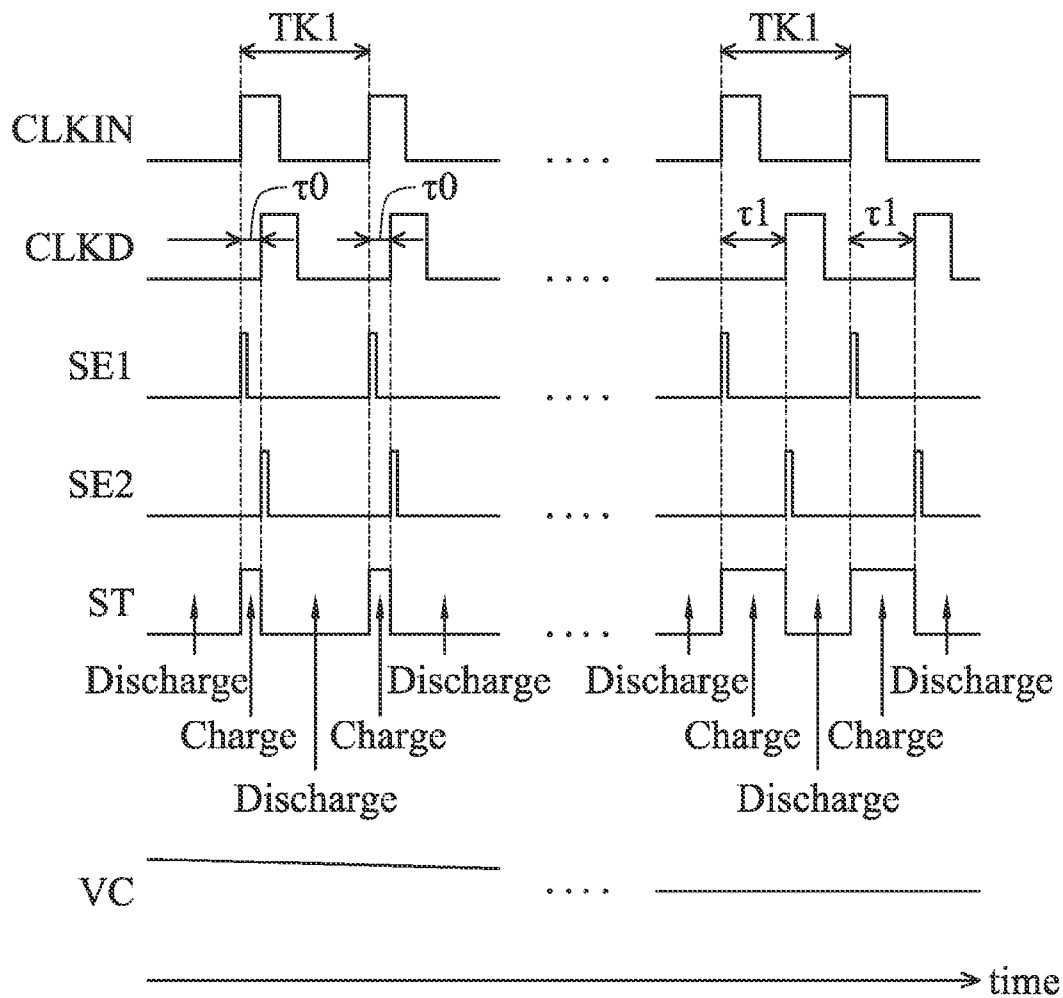 TK1 TK1
CLKIN
τ0 τ0
CLKD τ1 τ1
SE1
SE2
ST
Discharge Discharge Discharge Discharge
Charge Charge Charge Charge
Discharge Discharge
VC
time